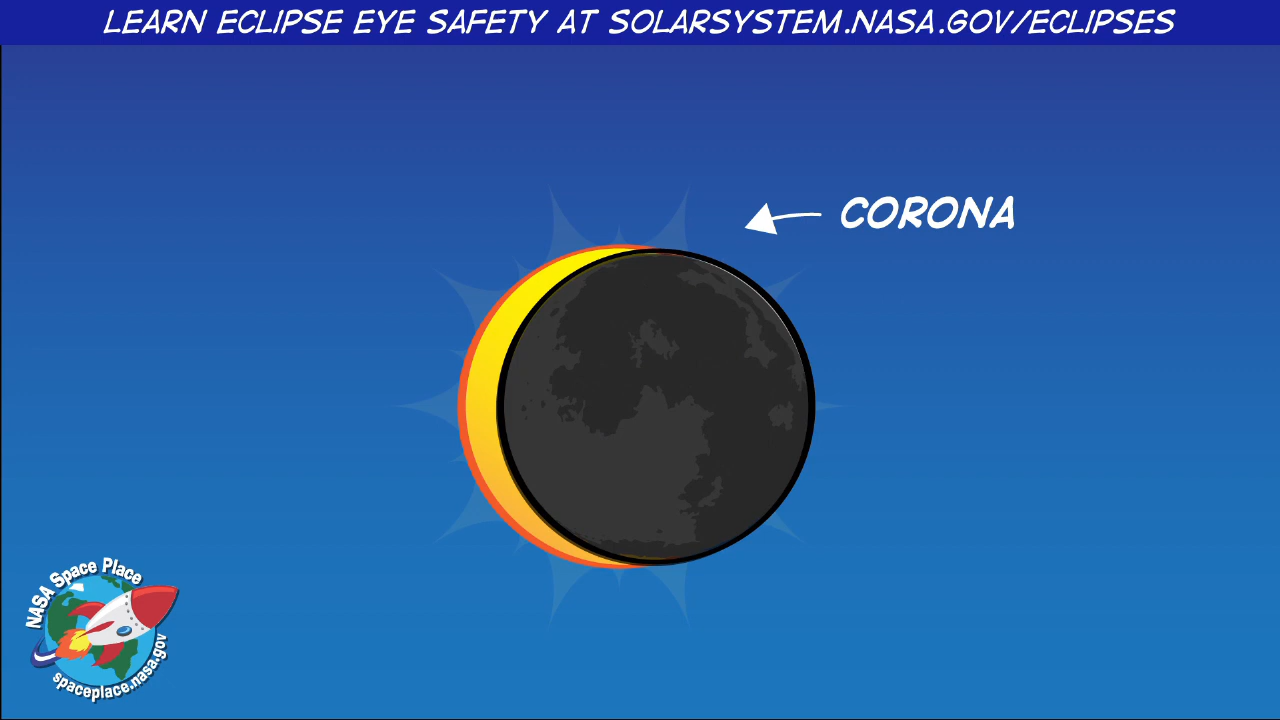 LEARN ECLIPSE EYE SAFETY AT SOLARSYSTEM.NASA.GOV/ECLIPSES
CORONA
NASA Space Place
spaceplace.nasa.gov